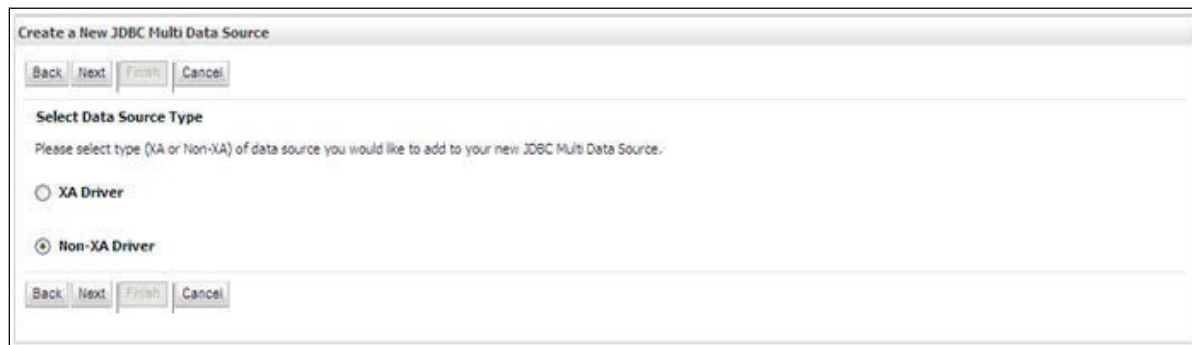 Create a New JDBC Multi Data Source
Back Next Finish Cancel
Select Data Source Type
Please select type (XA or Non-XA) of data source you would like to add to your new JDBC Multi Data Source.
XA Driver
Non-XA Driver
Back Next Finish Cancel